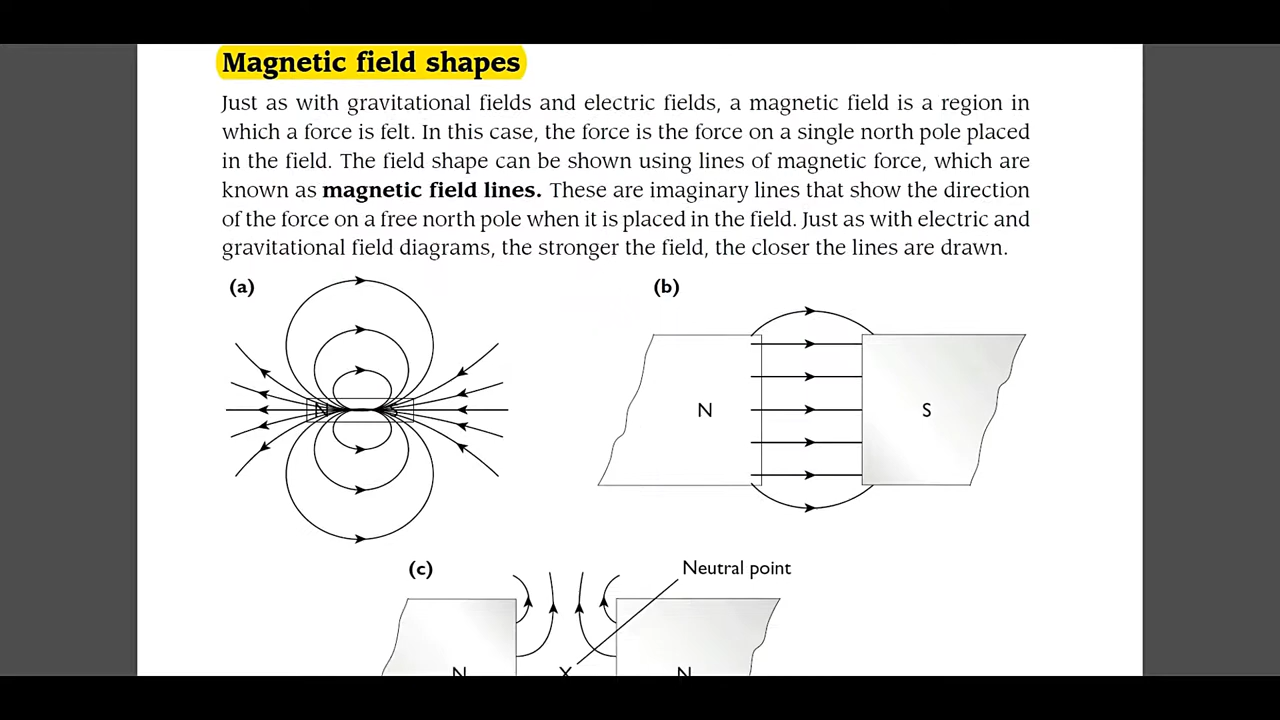 Magnetic field shapes
Just as with gravitational fields and electric fields, a magnetic field is a region in
which a force is felt. In this case, the force is the force on a single north pole placed
in the field. The field shape can be shown using lines of magnetic force, which are
known as magnetic field lines. These are imaginary lines that show the direction
of the force on a free north pole when it is placed in the field. Just as with electric and
gravitational field diagrams, the stronger the field, the closer the lines are drawn.
(a)
(b)
N
S
N
S
(c)
Neutral point
N
X
N